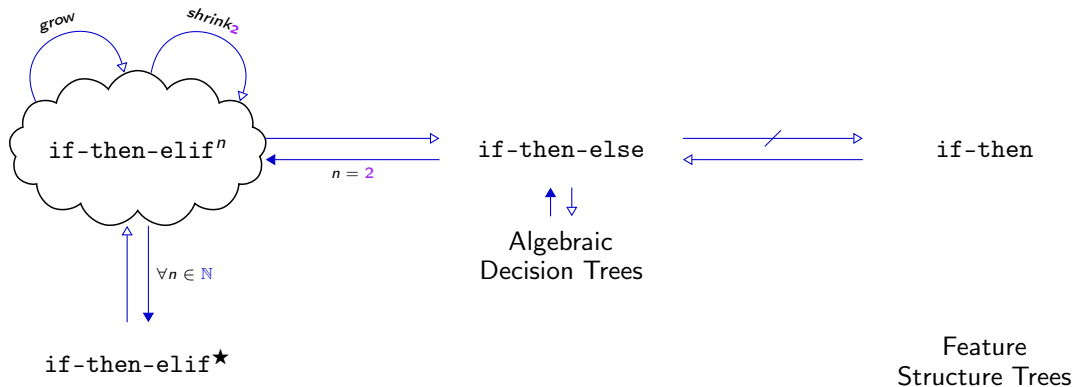 grow
shrink₂
if-then-elifⁿ
if-then-else
if-then
n = 2
Algebraic
Decision Trees
∀n ∈ ℕ
if-then-elif★
Feature
Structure Trees